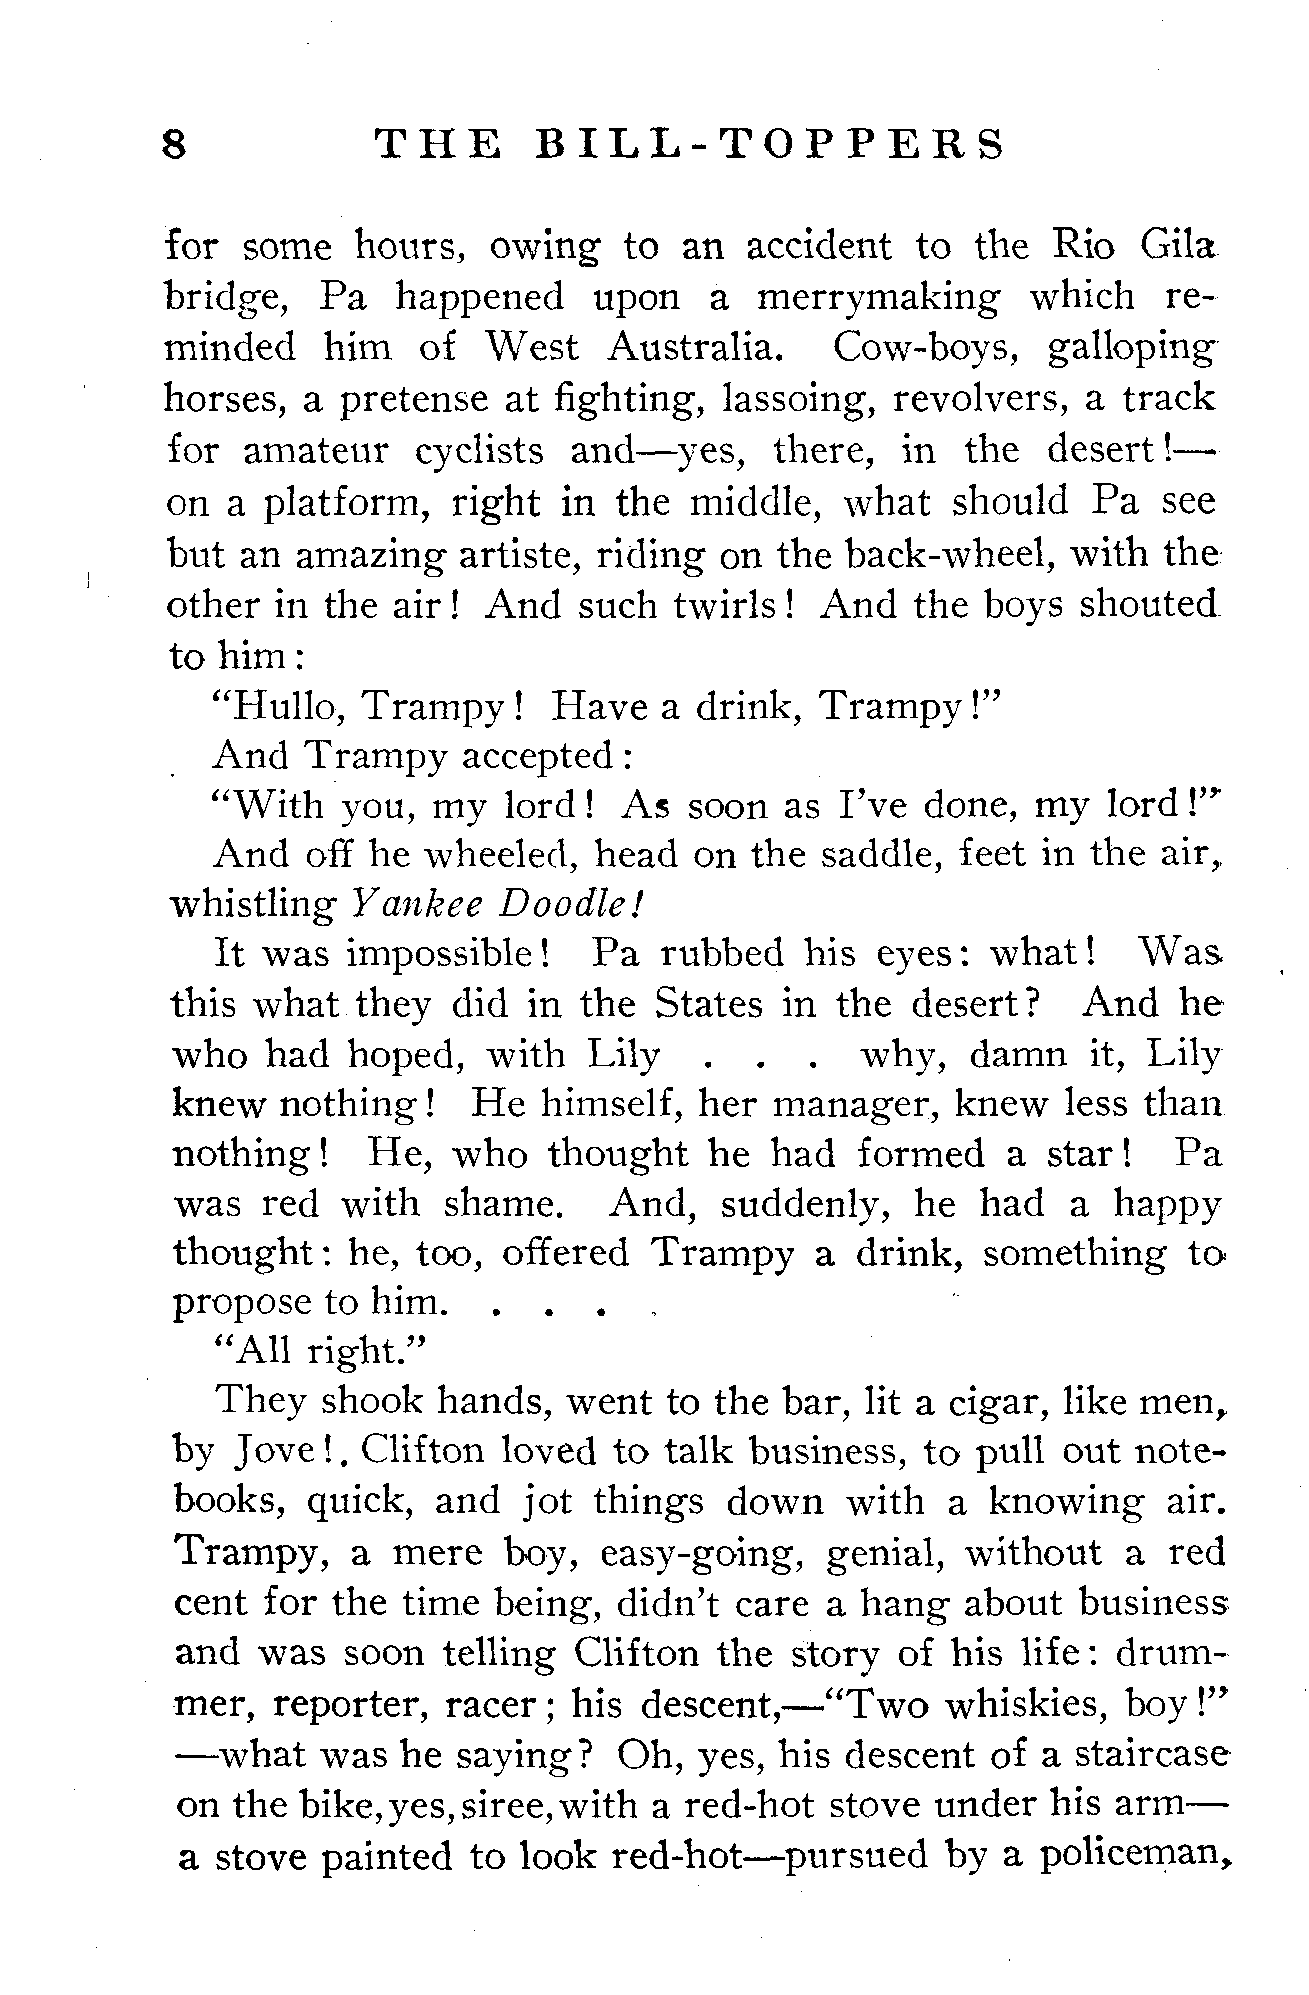 8 THE BILL-TOPPERS
for some hours, owing to an accident to the Rio Gila
bridge, Pa happened upon a merrymaking which re-
minded him of West Australia. Cow-boys, galloping
horses, a pretense at fighting, lassoing, revolvers, a track
for amateur cyclists and—yes, there, in the desert!—
on a platform, right in the middle, what should Pa see
but an amazing artiste, riding on the back-wheel, with the
other in the air! And such twirls! And the boys shouted
to him:
"Hullo, Trampy! Have a drink, Trampy!"
And Trampy accepted:
"With you, my lord! As soon as I've done, my lord!"
And off he wheeled, head on the saddle, feet in the air,
whistling Yankee Doodle!
It was impossible! Pa rubbed his eyes: what! Was
this what they did in the States in the desert? And he
who had hoped, with Lily . . . why, damn it, Lily
knew nothing! He himself, her manager, knew less than
nothing! He, who thought he had formed a star! Pa
was red with shame. And, suddenly, he had a happy
thought: he, too, offered Trampy a drink, something to
propose to him. . . . .
"All right."
They shook hands, went to the bar, lit a cigar, like men,
by Jove!. Clifton loved to talk business, to pull out note-
books, quick, and jot things down with a knowing air.
Trampy, a mere boy, easy-going, genial, without a red
cent for the time being, didn't care a hang about business
and was soon telling Clifton the story of his life: drum-
mer, reporter, racer; his descent,—"Two whiskies, boy!"
—what was he saying? Oh, yes, his descent of a staircase
on the bike, yes, siree, with a red-hot stove under his arm—
a stove painted to look red-hot—pursued by a policeman,